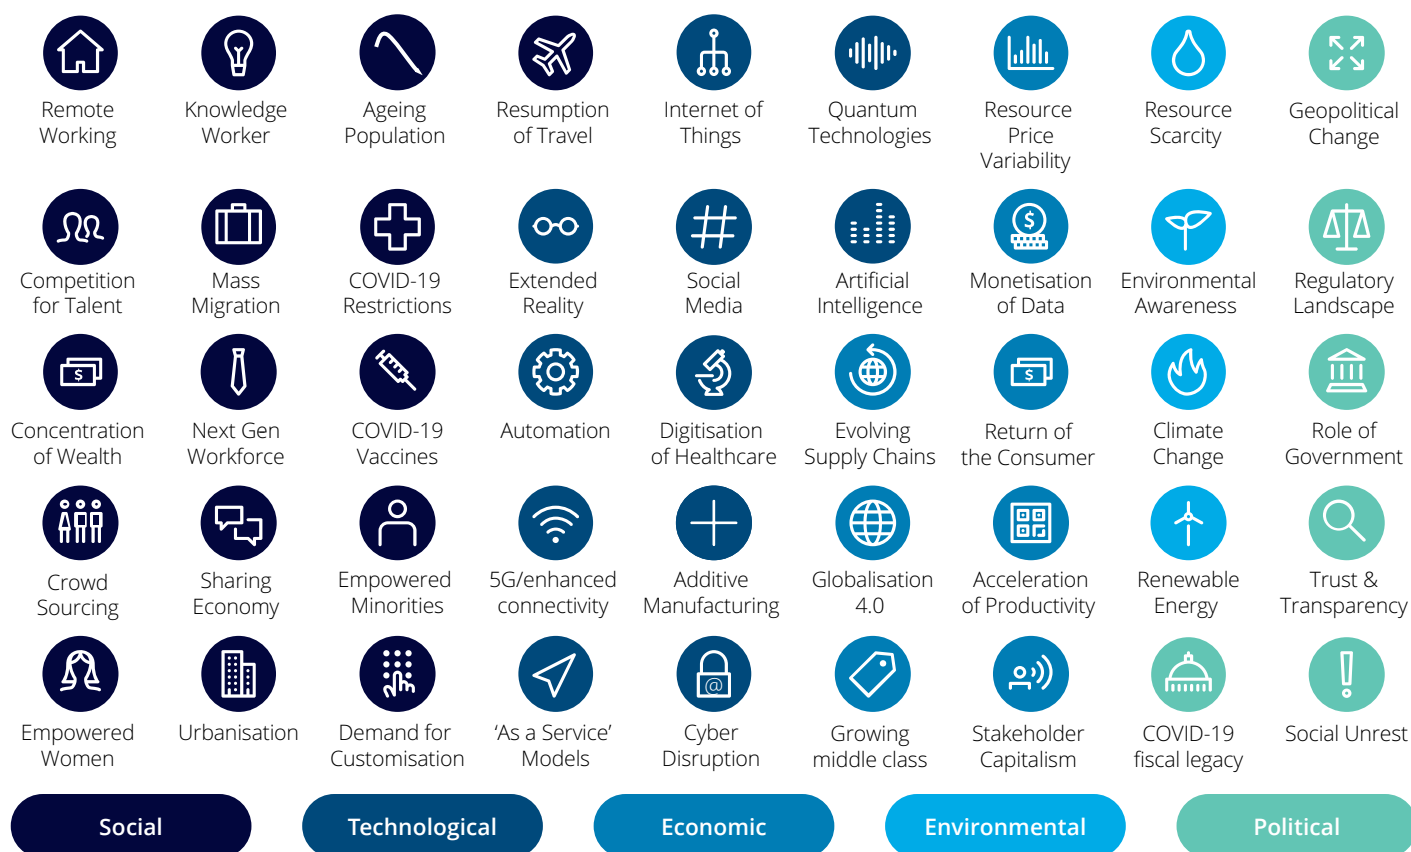 Remote
Working
Knowledge
Worker
Ageing
Population
Resumption
of Travel
Internet of
Things
Quantum
Technologies
Resource
Price
Variability
Resource
Scarcity
Geopolitical
Change
Competition
for Talent
Mass
Migration
COVID-19
Restrictions
Extended
Reality
Social
Media
Artificial
Intelligence
$
Monetisation
of Data
Environmental
Awareness
Regulatory
Landscape
$
Concentration
of Wealth
Next Gen
Workforce
COVID-19
Vaccines
Automation
Digitisation
of Healthcare
Evolving
Supply Chains
$
Return of
the Consumer
Climate
Change
Role of
Government
Crowd
Sourcing
Sharing
Economy
Empowered
Minorities
5G/enhanced
connectivity
Additive
Manufacturing
Globalisation
4.0
Acceleration
of Productivity
Renewable
Energy
Trust &
Transparency
Empowered
Women
Urbanisation
Demand for
Customisation
‘As a Service’
Models
@
Cyber
Disruption
Growing
middle class
Stakeholder
Capitalism
COVID-19
fiscal legacy
Social Unrest
Social
Technological
Economic
Environmental
Political